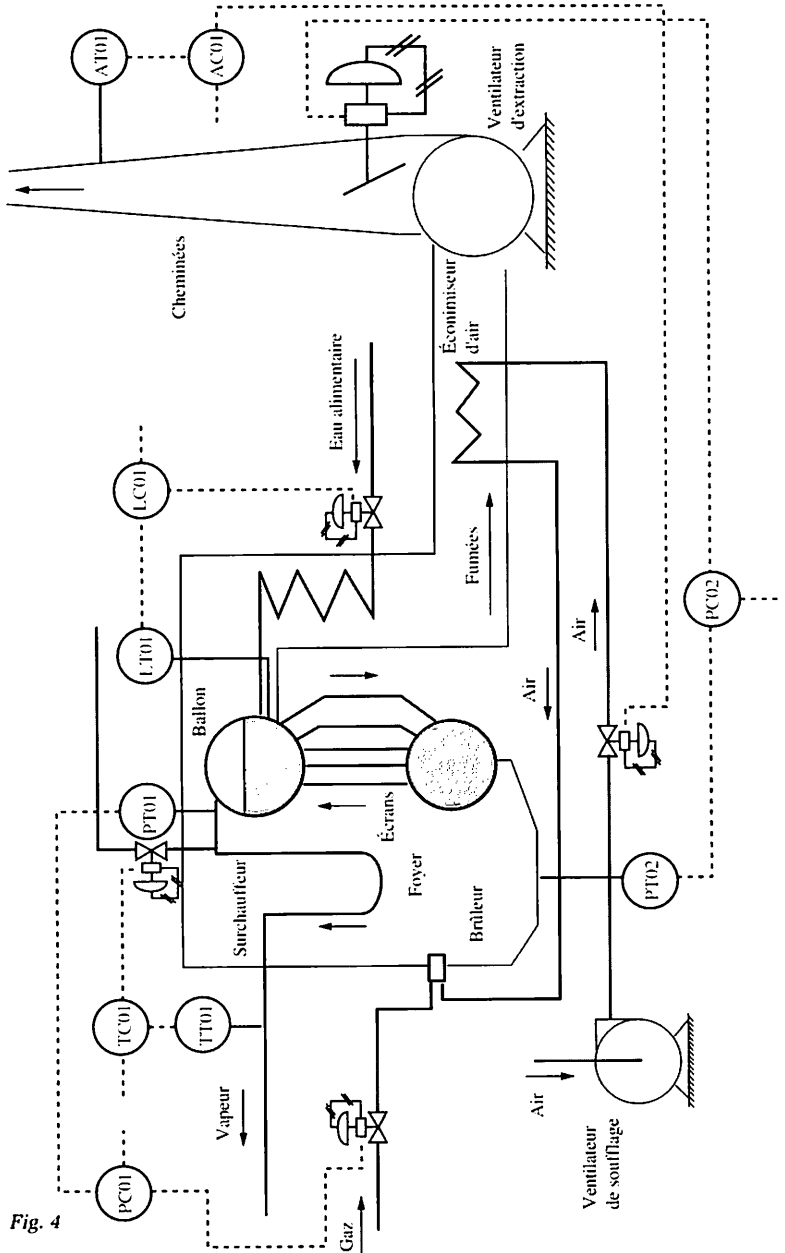 AT01
AC01
Ventilateur
d'extraction
Cheminées
Économiseur
d'air
Eau alimentaire
LC01
LT01
Fumées
Ballon
PC02
Air
Air
PT01
Écrans
Surchauffeur
Foyer
Brûleur
PT02
TC01
TT01
Vapeur
Air
Ventilateur
de soufflage
PC01
Gaz
Fig. 4